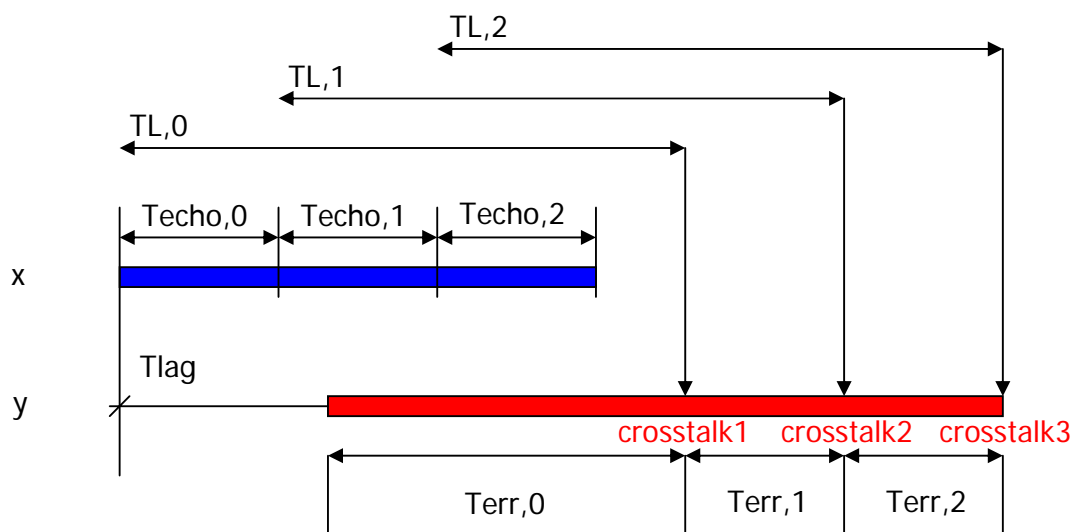 TL,2
TL,1
TL,0
Techo,0 Techo,1 Techo,2
x
Tlag
y
crosstalk1 crosstalk2 crosstalk3
Terr,0 Terr,1 Terr,2